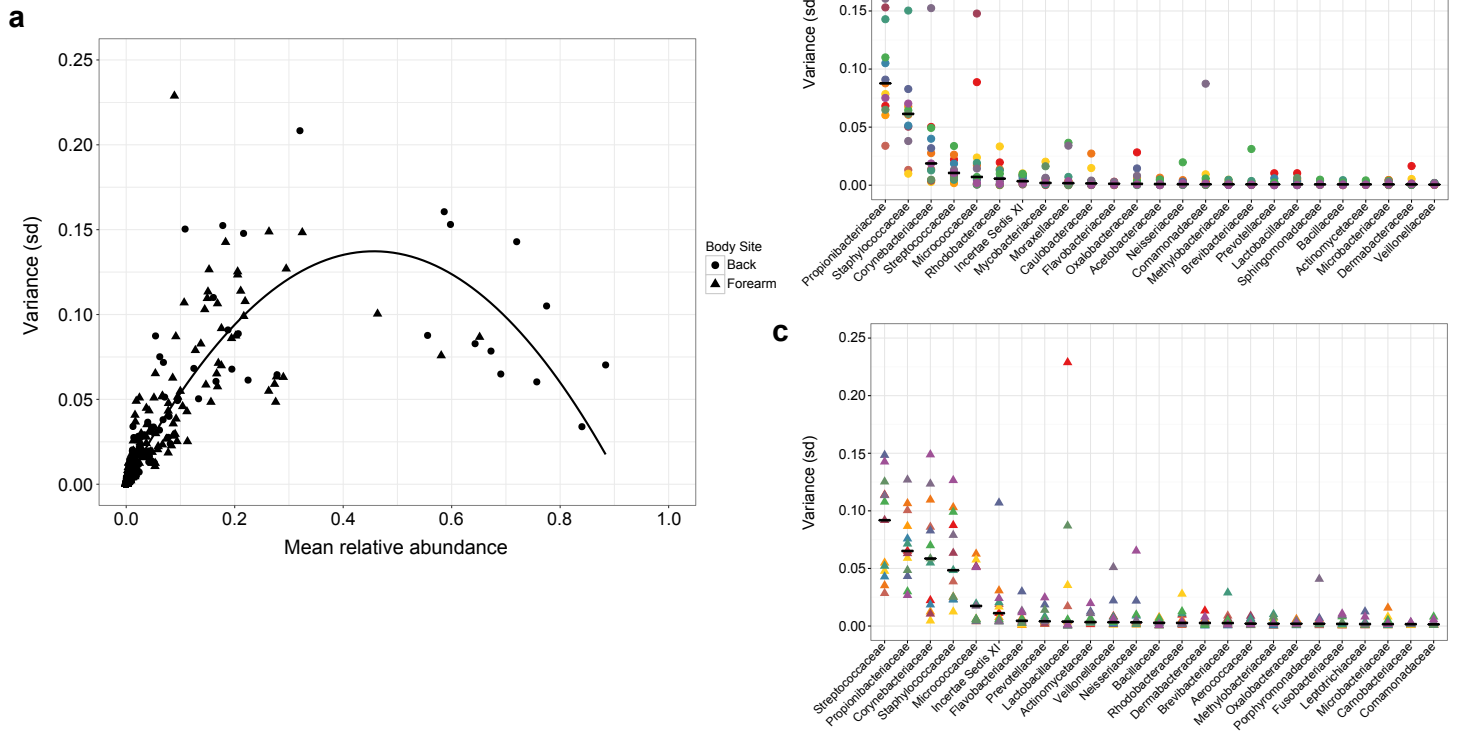 a
0.25
0.20
0.15
0.10
0.05
0.00
Variance (sd)
0.0 0.2 0.4 0.6 0.8 1.0
Mean relative abundance
Body Site
Back
Forearm
Variance (sd)
0.15
0.10
0.05
0.00
Propionibacteriaceae
Staphylococcaceae
Corynebacteriaceae
Streptococcaceae
Micrococcaceae
Rhodobacteraceae
Incertae Sedis XI
Mycobacteriaceae
Moraxellaceae
Caulobacteraceae
Flavobacteriaceae
Oxalobacteraceae
Acetobacteraceae
Neisseriaceae
Comamonadaceae
Methylobacteriaceae
Brevibacteriaceae
Prevotellaceae
Lactobacillaceae
Sphingomonadaceae
Bacillaceae
Actinomycetaceae
Microbacteriaceae
Dermabacteraceae
Veillonellaceae
c
0.25
0.20
0.15
0.10
0.05
0.00
Variance (sd)
Streptococcaceae
Propionibacteriaceae
Corynebacteriaceae
Staphylococcaceae
Micrococcaceae
Incertae Sedis XI
Flavobacteriaceae
Prevotellaceae
Lactobacillaceae
Actinomycetaceae
Veillonellaceae
Neisseriaceae
Bacillaceae
Rhodobacteraceae
Dermabacteraceae
Brevibacteriaceae
Aerococcaceae
Methylobacteriaceae
Oxalobacteraceae
Porphyromonadaceae
Fusobacteriaceae
Leptotrichiaceae
Microbacteriaceae
Carnobacteriaceae
Comamonadaceae